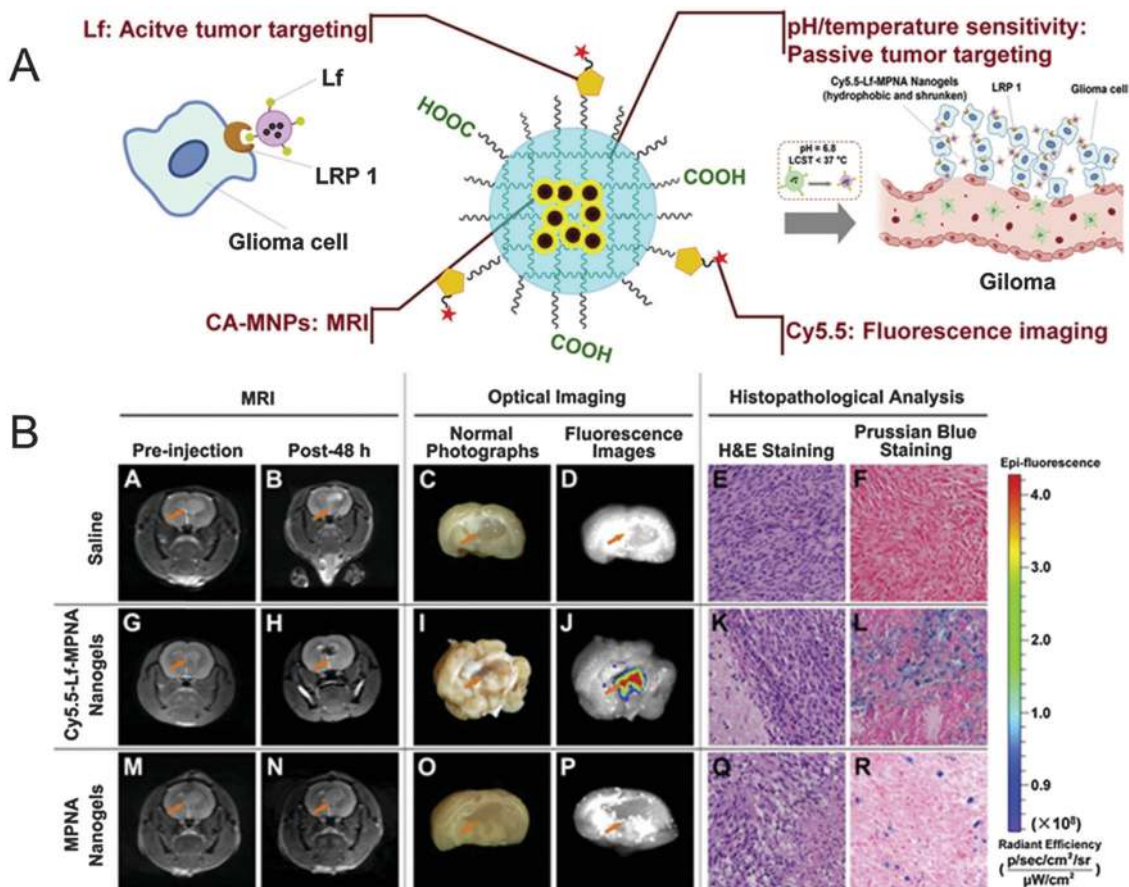 A
Lf: Acitve tumor targeting
pH/temperature sensitivity:
Passive tumor targeting
Lf
LRP 1
Glioma cell
HOOC
COOH
COOH
CA-MNPs: MRI
Cy5.5: Fluorescence imaging
Cy5.5-Lf-MPNA Nanogels
(hydrophobic and shrunken)
LRP 1
Glioma cell
pH = 6.8
LCST < 37 °C
Giloma
B
MRI
Optical Imaging
Histopathological Analysis
Pre-injection
Post-48 h
Normal
Photographs
Fluorescence
Images
H&E Staining
Prussian Blue
Staining
Saline
A
B
C
D
E
F
Cy5.5-Lf-MPNA
Nanogels
G
H
I
J
K
L
MPNA
Nanogels
M
N
O
P
Q
R
Epi-fluorescence
4.0
3.0
2.0
1.0
0.9
(×10⁸)
Radiant Efficiency
(p/sec/cm²/sr
μW/cm²)